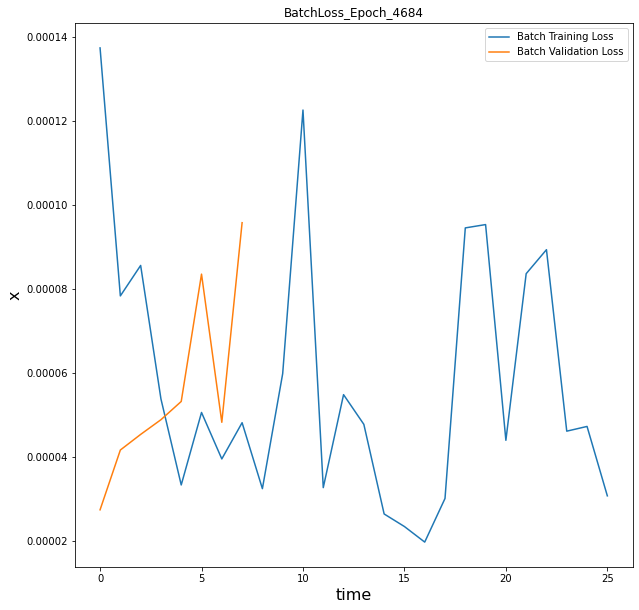 BatchLoss_Epoch_4684
Batch Training Loss
Batch Validation Loss
0.00014
0.00012
0.00010
0.00008
0.00006
0.00004
0.00002
x
0 5 10 15 20 25
time